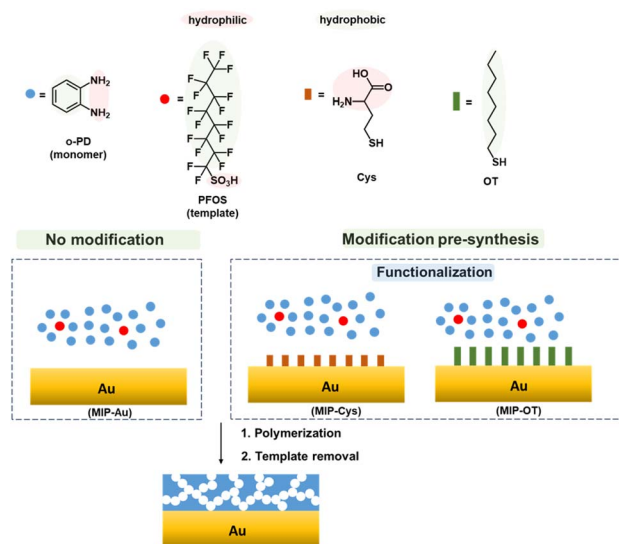 hydrophilic
hydrophobic
=
NH₂
NH₂
o-PD
(monomer)
=
F F
F F
F F
F F
F F
F F
F F
F F
F SO₃H
PFOS
(template)
=
HO
O
H₂N
SH
Cys
=
SH
OT
No modification
Modification pre-synthesis
Functionalization
Au
(MIP-Au)
Au
(MIP-Cys)
Au
(MIP-OT)
1. Polymerization
2. Template removal
Au